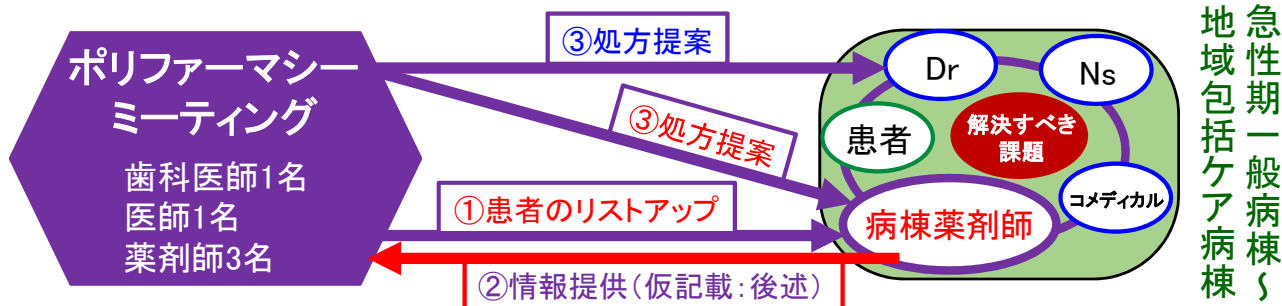 ポリファーマシー
ミーティング
歯科医師1名
医師1名
薬剤師3名
③処方提案
③処方提案
①患者のリストアップ
②情報提供（仮記載：後述）
Dr
Ns
患者
解決すべき
課題
コメディカル
病棟薬剤師
急性期一般病棟～
地域包括ケア病棟